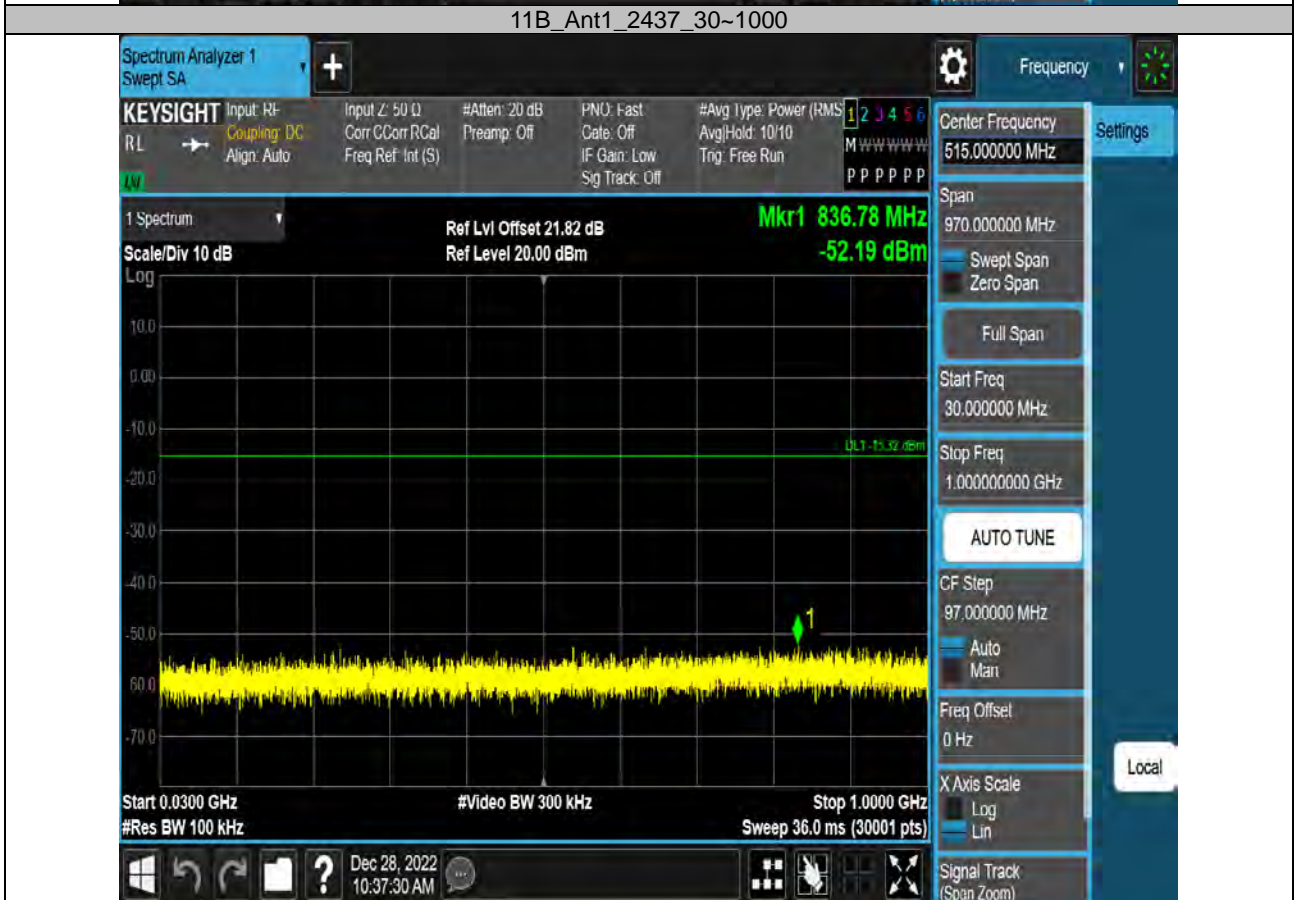 11B_Ant1_2437_30~1000
Spectrum Analyzer 1
Swept SA
Frequency
KEYSIGHT
RL
Input: RF
Coupling: DC
Align: Auto
Input Z: 50 Ω
Corr CCorr RCal
Freq Ref: Int (S)
#Atten: 20 dB
Preamp: Off
PNO: Fast
Gate: Off
IF Gain: Low
Sig Track: Off
#Avg Type: Power (RMS
Avg|Hold: 10/10
Trig: Free Run
1 2 3 4 5 6
M W W W W W
P P P P P P
1 Spectrum
Scale/Div 10 dB
Log
Ref Lvl Offset 21.82 dB
Ref Level 20.00 dBm
Mkr1 836.78 MHz
-52.19 dBm
10.0
0.00
-10.0
DL1 -15.32 dBm
-20.0
-30.0
-40.0
1
-50.0
-60.0
-70.0
Start 0.0300 GHz
#Res BW 100 kHz
#Video BW 300 kHz
Stop 1.0000 GHz
Sweep 36.0 ms (30001 pts)
?
Dec 28, 2022
10:37:30 AM
Center Frequency
515.000000 MHz
Settings
Span
970.000000 MHz
Swept Span
Zero Span
Full Span
Start Freq
30.000000 MHz
Stop Freq
1.000000000 GHz
AUTO TUNE
CF Step
97.000000 MHz
Auto
Man
Freq Offset
0 Hz
X Axis Scale
Log
Lin
Local
Signal Track
(Span Zoom)